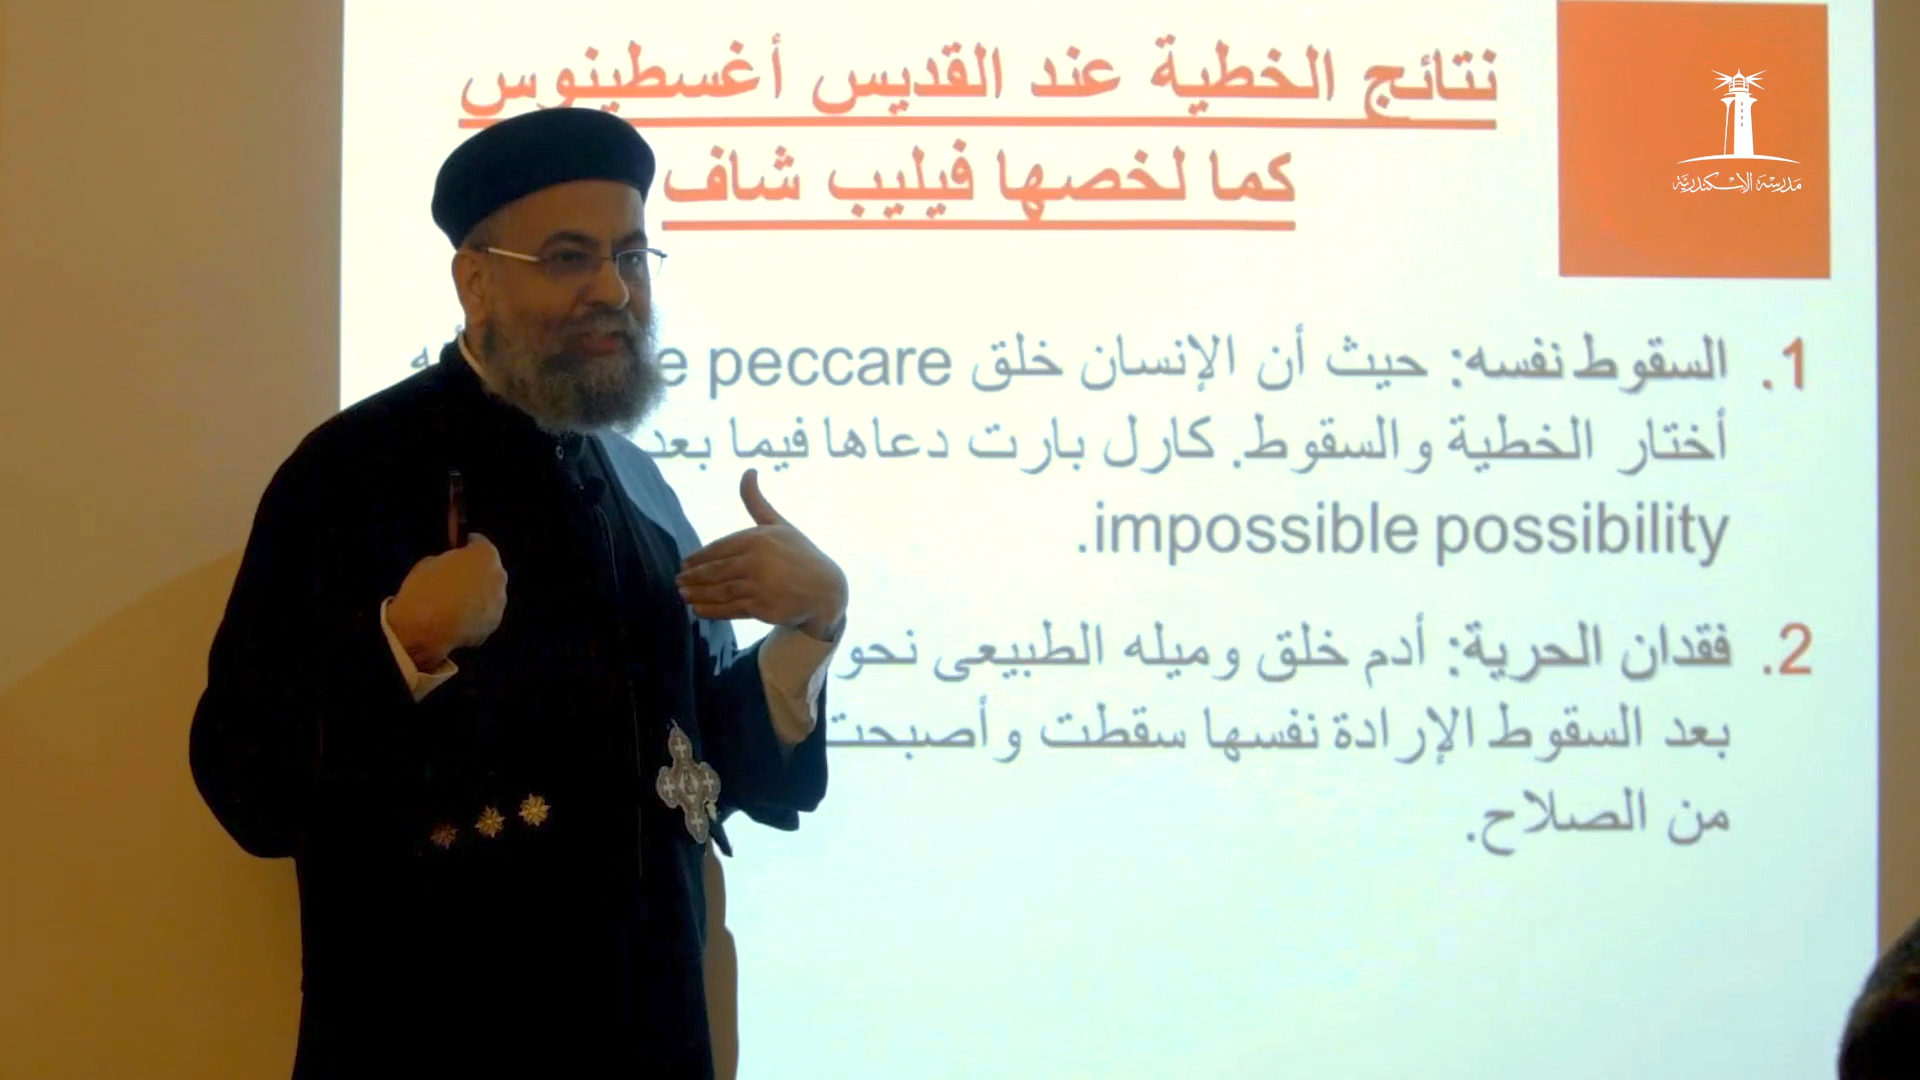 نتائج الخطية عند القديس أغسطينوس
كما لخصها فيليب شاف
مدرسة الإسكندرية
1. السقوط نفسه: حيث أن الإنسان خلق peccare
أختار الخطية والسقوط. كارل بارت دعاها فيما بعد
impossible possibility.
2. فقدان الحرية: أدم خلق وميله الطبيعى نحو
بعد السقوط الإرادة نفسها سقطت وأصبحت
من الصلاح.